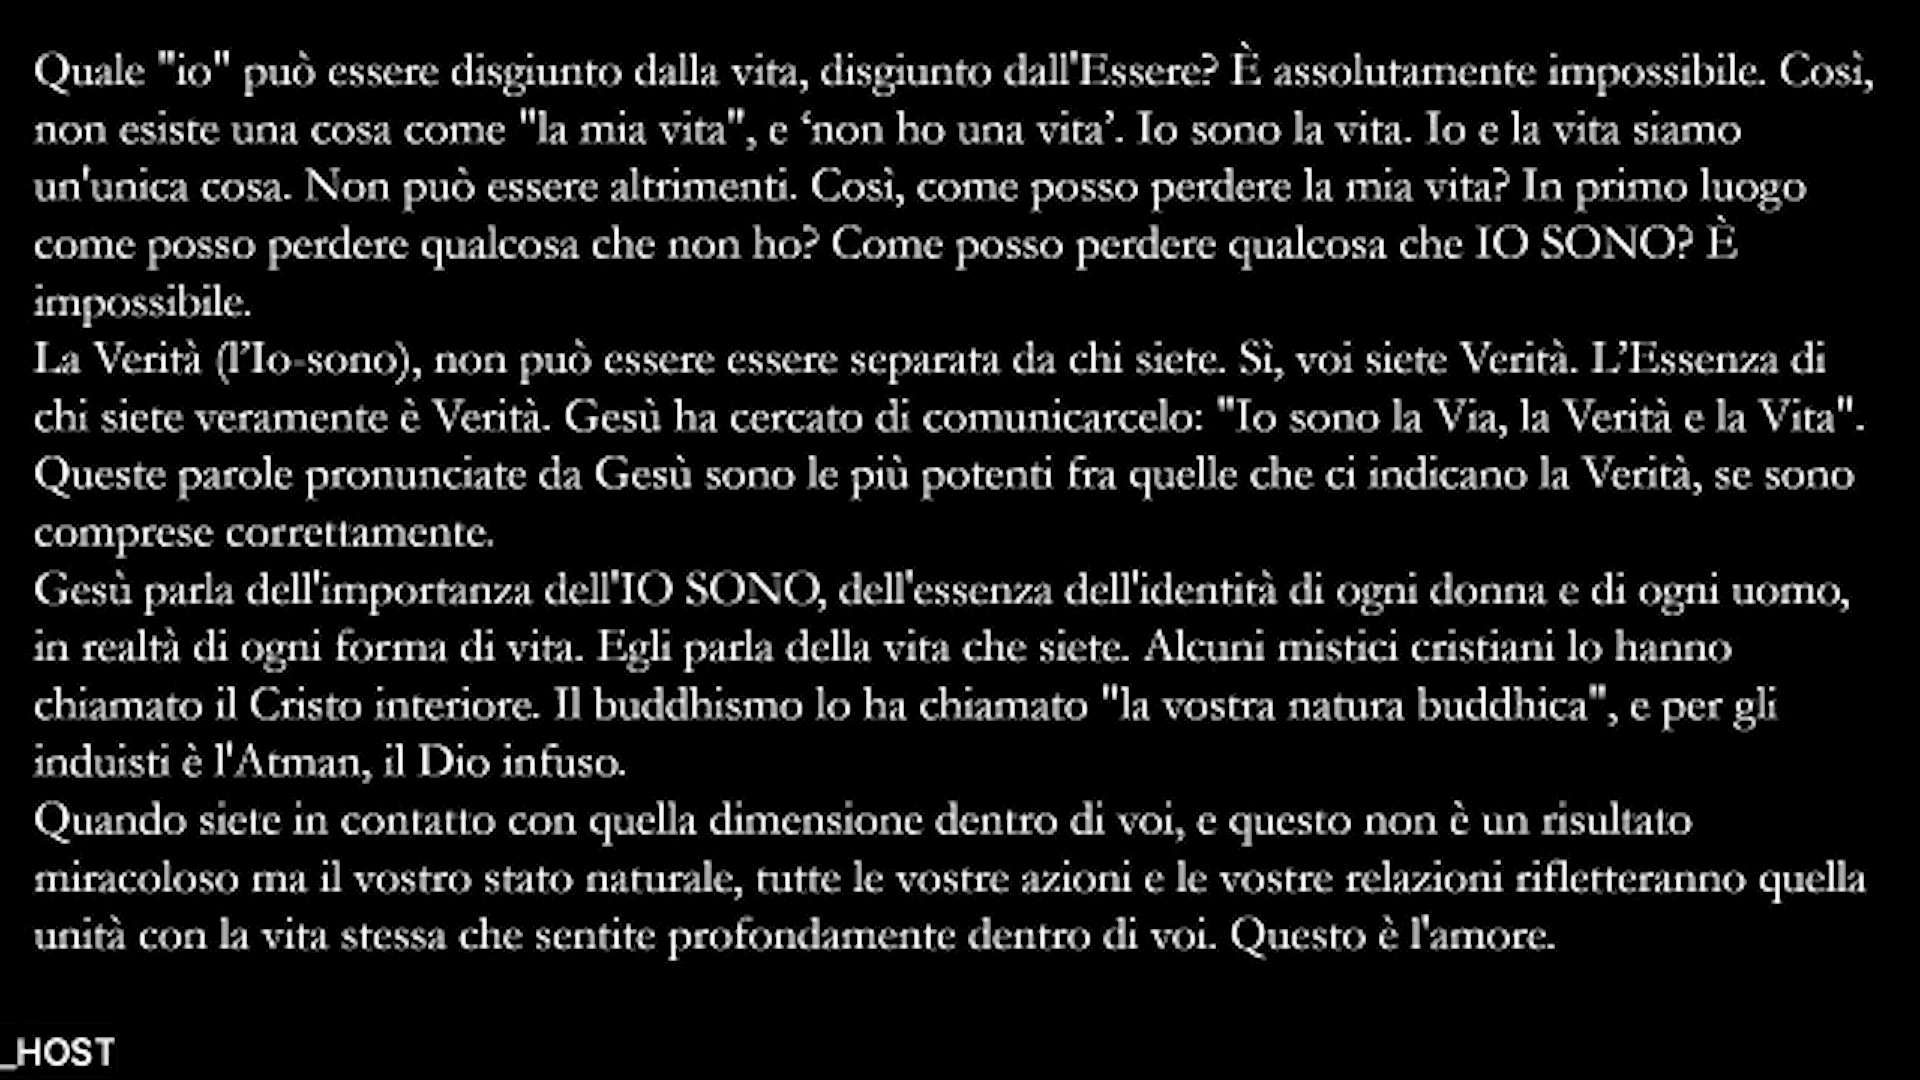 Quale "io" può essere disgiunto dalla vita, disgiunto dall'Essere? È assolutamente impossibile. Così,
non esiste una cosa come "la mia vita", e ‘non ho una vita’. Io sono la vita. Io e la vita siamo
un'unica cosa. Non può essere altrimenti. Così, come posso perdere la mia vita? In primo luogo
come posso perdere qualcosa che non ho? Come posso perdere qualcosa che IO SONO? È
impossibile.
La Verità (l’Io-sono), non può essere essere separata da chi siete. Sì, voi siete Verità. L’Essenza di
chi siete veramente è Verità. Gesù ha cercato di comunicarcelo: "Io sono la Via, la Verità e la Vita".
Queste parole pronunciate da Gesù sono le più potenti fra quelle che ci indicano la Verità, se sono
comprese correttamente.
Gesù parla dell'importanza dell'IO SONO, dell'essenza dell'identità di ogni donna e di ogni uomo,
in realtà di ogni forma di vita. Egli parla della vita che siete. Alcuni mistici cristiani lo hanno
chiamato il Cristo interiore. Il buddhismo lo ha chiamato "la vostra natura buddhica", e per gli
induisti è l'Atman, il Dio infuso.
Quando siete in contatto con quella dimensione dentro di voi, e questo non è un risultato
miracoloso ma il vostro stato naturale, tutte le vostre azioni e le vostre relazioni rifletteranno quella
unità con la vita stessa che sentite profondamente dentro di voi. Questo è l'amore.
_HOST